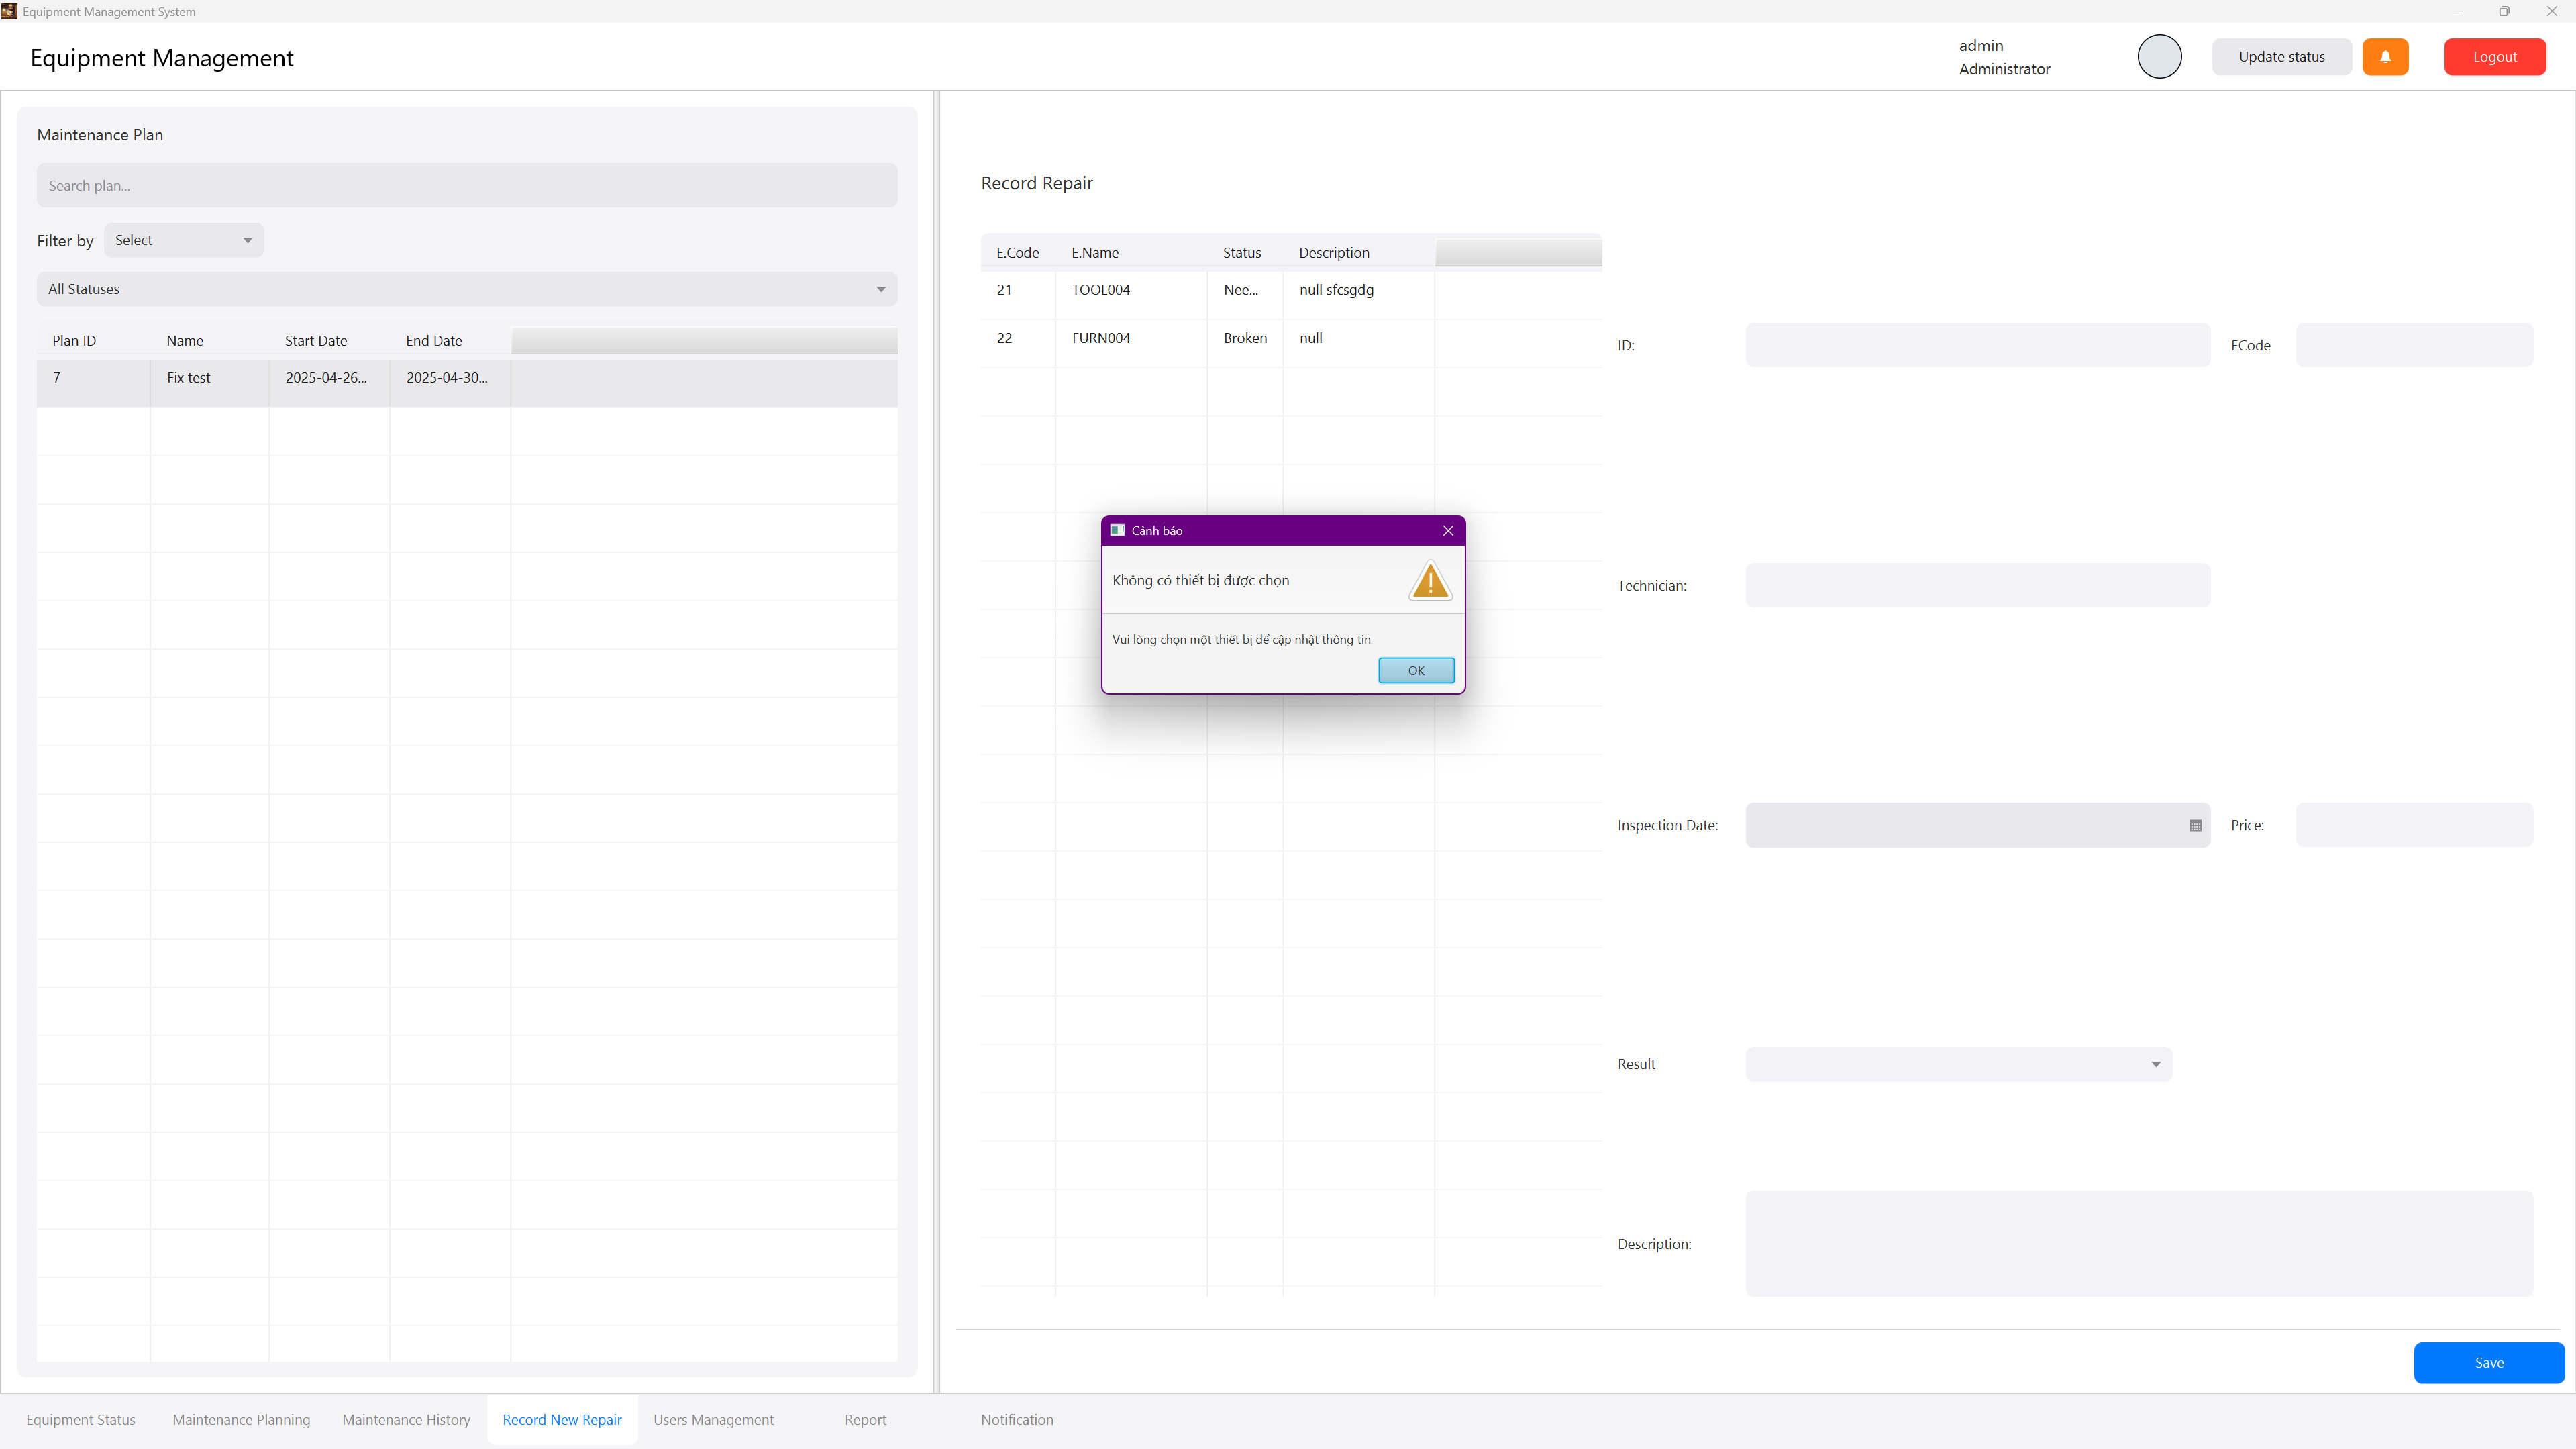 Equipment Management System
Equipment Management
admin
Administrator
Update status
Logout
Maintenance Plan
Search plan...
Filter by
Select
All Statuses
Plan ID Name Start Date End Date
7 Fix test 2025-04-26... 2025-04-30...
Record Repair
E.Code E.Name Status Description
21 TOOL004 Nee... null sfcsgdg
22 FURN004 Broken null
ID:
ECode
Technician:
Inspection Date:
Price:
Result
Description:
Cảnh báo
Không có thiết bị được chọn
Vui lòng chọn một thiết bị để cập nhật thông tin
OK
Save
Equipment Status Maintenance Planning Maintenance History Record New Repair Users Management Report Notification